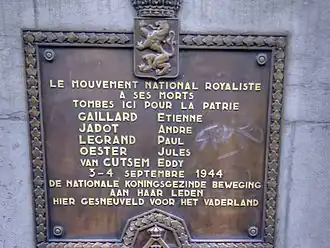 LE MOUVEMENT NATIONAL ROYALISTE
A SES MORTS
TOMBES ICI POUR LA PATRIE
GAILLARD ETIENNE
JADOT ANDRE
LEGRAND PAUL
OESTER JULES
VAN CUTSEM EDDY
3-4 SEPTEMBRE 1944
DE NATIONALE KONINGSGEZINDE BEWEGING
AAN HAAR LEDEN
HIER GESNEUVELD VOOR HET VADERLAND